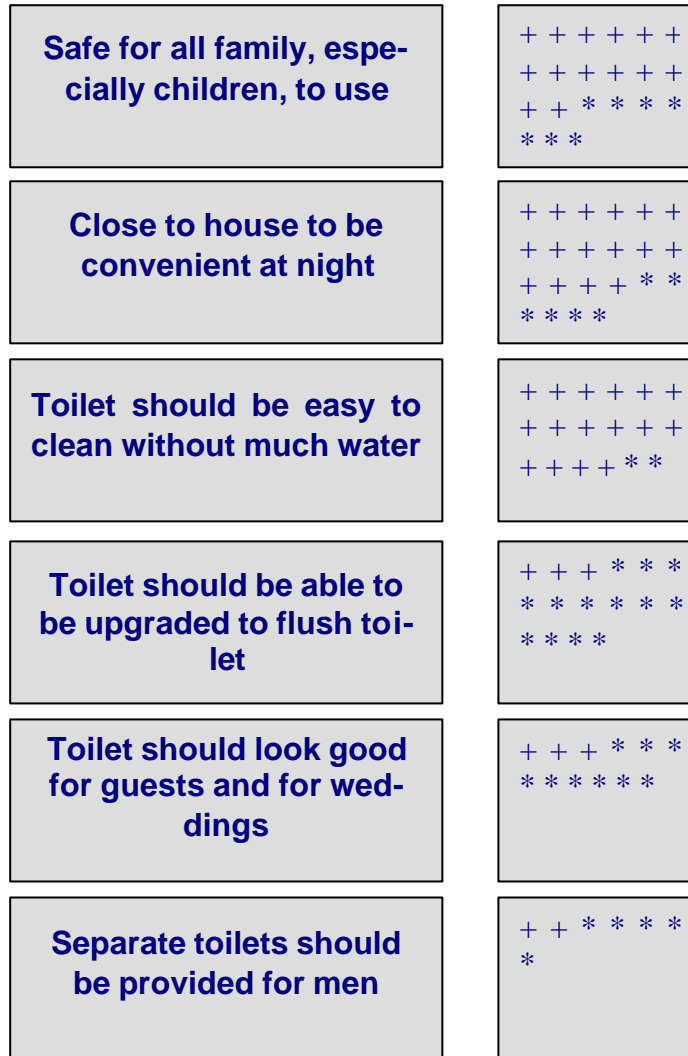 Safe for all family, espe-
cially children, to use
+ + + + + +
+ + + + + +
+ + * * * *
* * *
Close to house to be
convenient at night
+ + + + + +
+ + + + + +
+ + + + * *
* * * *
Toilet should be easy to
clean without much water
+ + + + + +
+ + + + + +
+ + + + * *
Toilet should be able to
be upgraded to flush toi-
let
+ + + * * *
* * * * * *
* * * *
Toilet should look good
for guests and for wed-
dings
+ + + * * *
* * * * * *
Separate toilets should
be provided for men
+ + * * * *
*